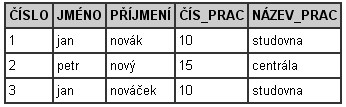 ČÍSLO JMÉNO PŘÍJMENÍ ČÍS_PRAC NÁZEV_PRAC
1 jan novák 10 studovna
2 petr nový 15 centrála
3 jan nováček 10 studovna